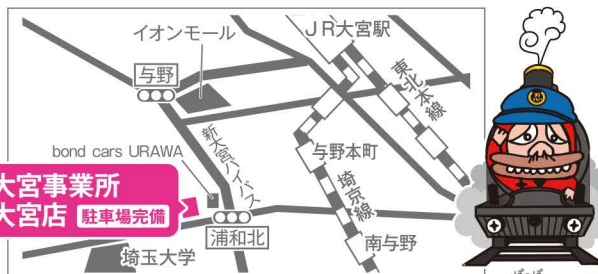 イオンモール
JR大宮駅
与野
東北本線
新大宮バイパス
bond cars URAWA
与野本町
大宮事業所
大宮店 駐車場完備
埼京線
浦和北
南与野
埼玉大学
ぽっぽ